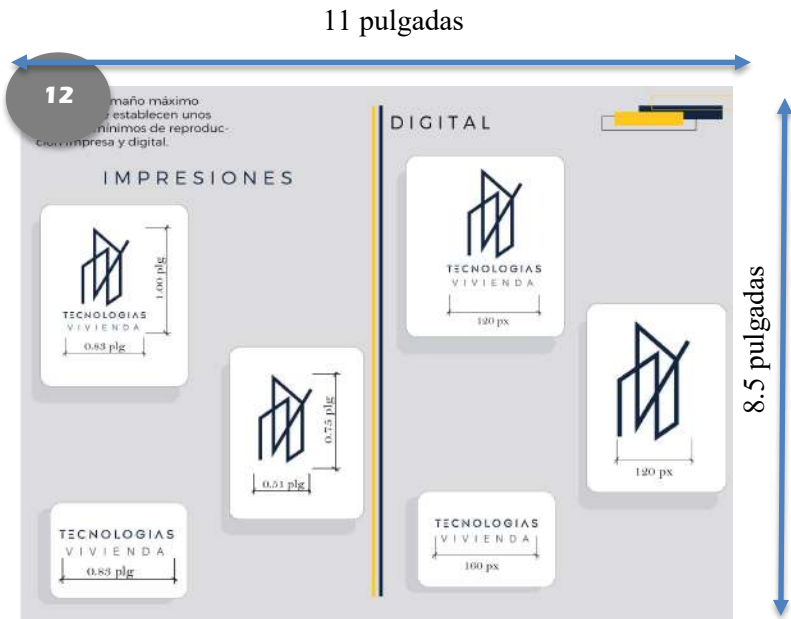 11 pulgadas
12
maño máximo
e establecen unos
mínimos de reproduc-
ción impresa y digital.
IMPRESIONES
TECNOLOGIAS
VIVIENDA
1.00 plg
0.83 plg
0.75 plg
0.51 plg
TECNOLOGIAS
VIVIENDA
0.83 plg
DIGITAL
TECNOLOGIAS
VIVIENDA
120 px
120 px
TECNOLOGIAS
VIVIENDA
160 px
8.5 pulgadas